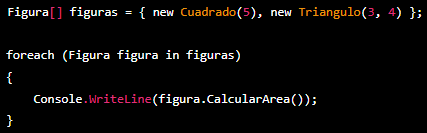 Figura[] figuras = { new Cuadrado(5), new Triangulo(3, 4) };
foreach (Figura figura in figuras)
{
    Console.WriteLine(figura.CalcularArea());
}